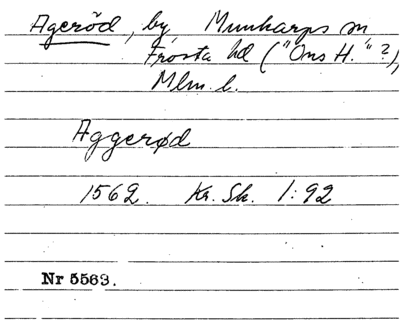 Ageröd, by, Munkarps sn
Frosta hd ("Ons H."?),
Mlm. l.
Aggerød
1562. Kr. Sk. 1:92
Nr 5563.